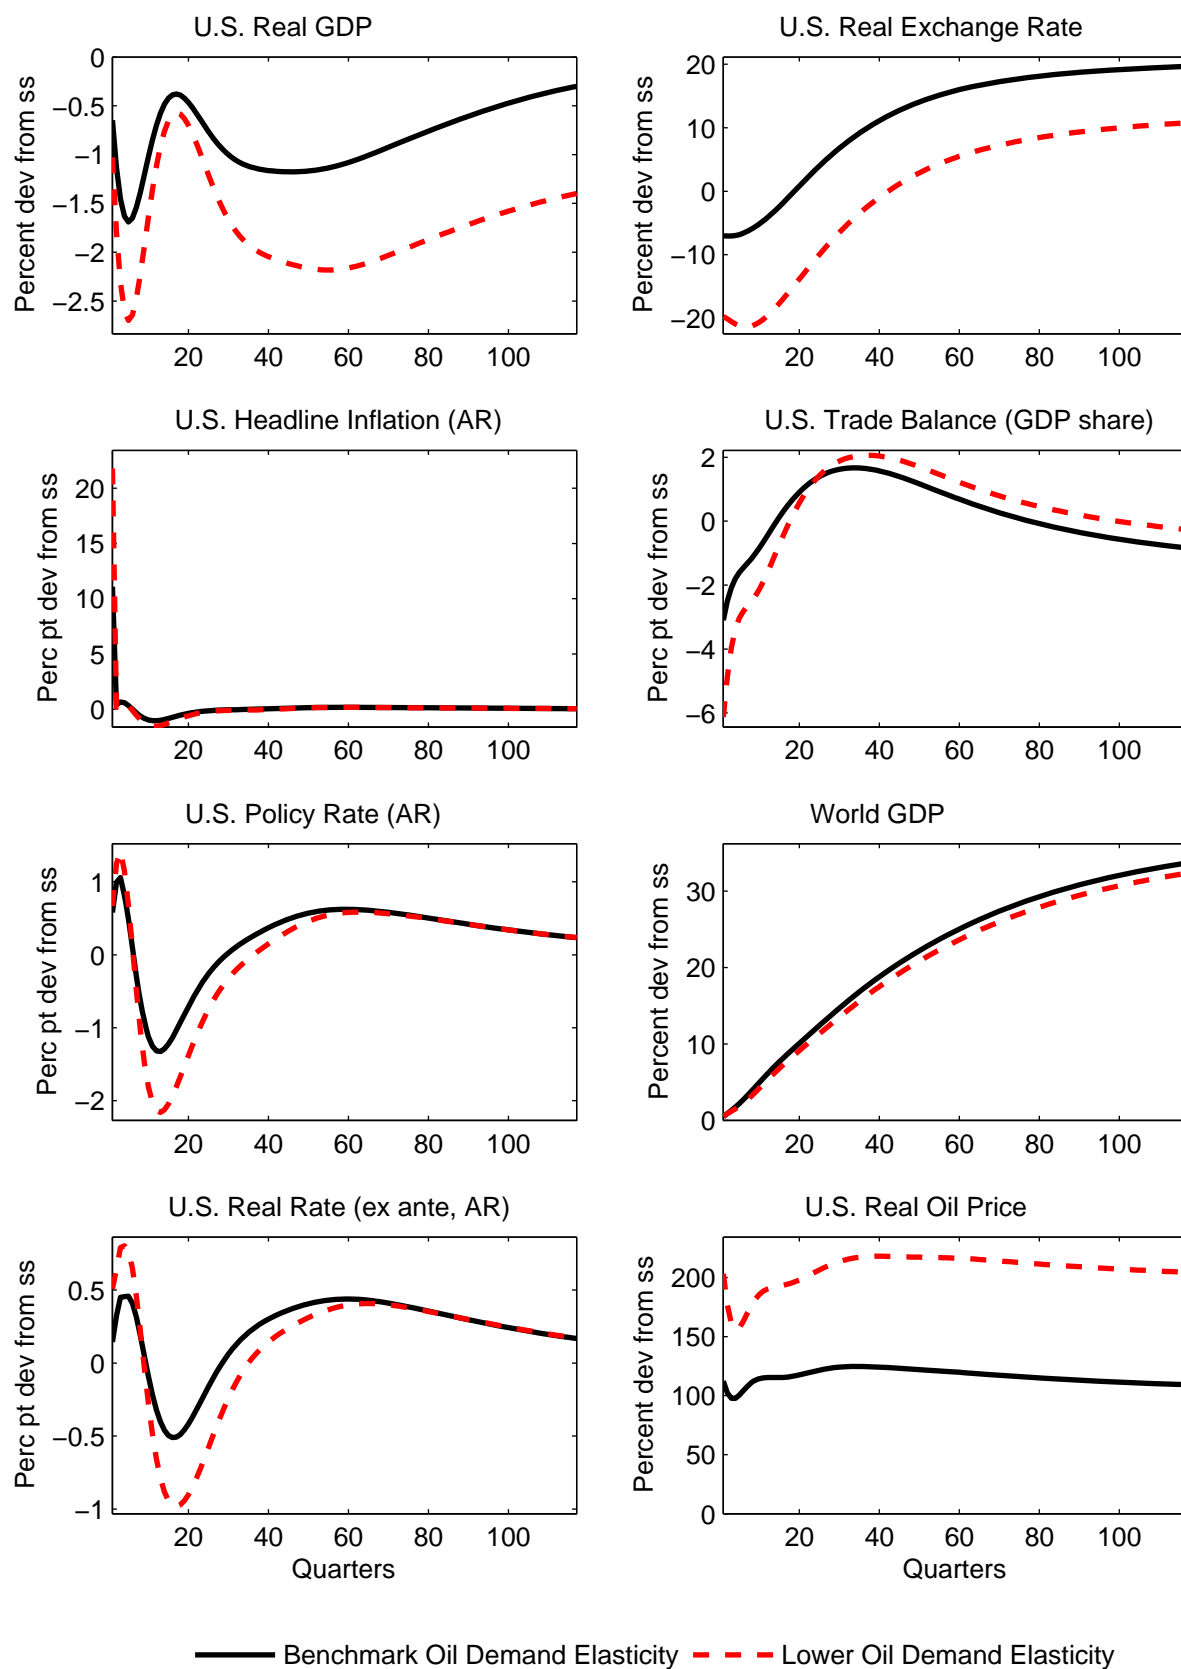 U.S. Real GDP
Percent dev from ss
0
−0.5
−1
−1.5
−2
−2.5
20 40 60 80 100
U.S. Real Exchange Rate
Percent dev from ss
20
10
0
−10
−20
20 40 60 80 100
U.S. Headline Inflation (AR)
Perc pt dev from ss
20
15
10
5
0
20 40 60 80 100
U.S. Trade Balance (GDP share)
Perc pt dev from ss
2
0
−2
−4
−6
20 40 60 80 100
U.S. Policy Rate (AR)
Perc pt dev from ss
1
0
−1
−2
20 40 60 80 100
World GDP
Percent dev from ss
30
20
10
0
20 40 60 80 100
U.S. Real Rate (ex ante, AR)
Perc pt dev from ss
0.5
0
−0.5
−1
20 40 60 80 100
Quarters
U.S. Real Oil Price
Percent dev from ss
200
150
100
50
0
20 40 60 80 100
Quarters
Benchmark Oil Demand Elasticity
Lower Oil Demand Elasticity